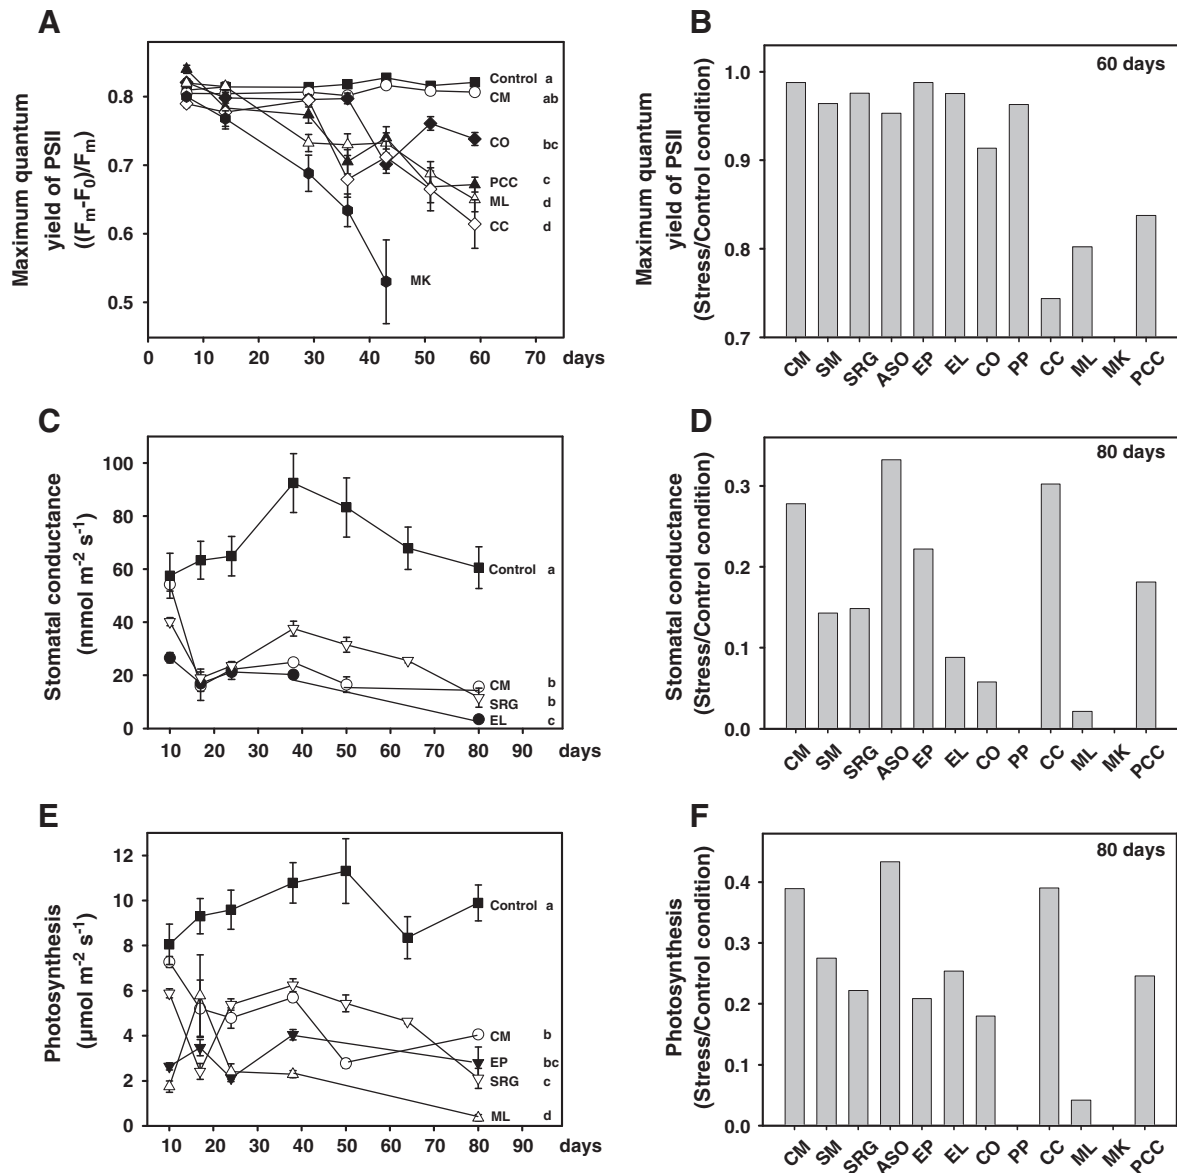 A
Maximum quantum
yield of PSII
((Fm-F0)/Fm)
0.8
0.7
0.6
0.5
0 10 20 30 40 50 60 70 days
Control a
CM ab
CO bc
PCC c
ML d
CC d
MK
B
Maximum quantum
yield of PSII
(Stress/Control condition)
60 days
1.0
0.9
0.8
0.7
CM SM SRG ASO EP EL CO PP CC ML MK PCC
C
Stomatal conductance
(mmol m-2 s-1)
100
80
60
40
20
0
10 20 30 40 50 60 70 80 90 days
Control a
CM b
SRG b
EL c
D
Stomatal conductance
(Stress/Control condition)
80 days
0.3
0.2
0.1
0.0
CM SM SRG ASO EP EL CO PP CC ML MK PCC
E
Photosynthesis
(µmol m-2 s-1)
12
10
8
6
4
2
0
10 20 30 40 50 60 70 80 90 days
Control a
CM b
EP bc
SRG c
ML d
F
Photosynthesis
(Stress/Control condition)
80 days
0.4
0.3
0.2
0.1
0.0
CM SM SRG ASO EP EL CO PP CC ML MK PCC